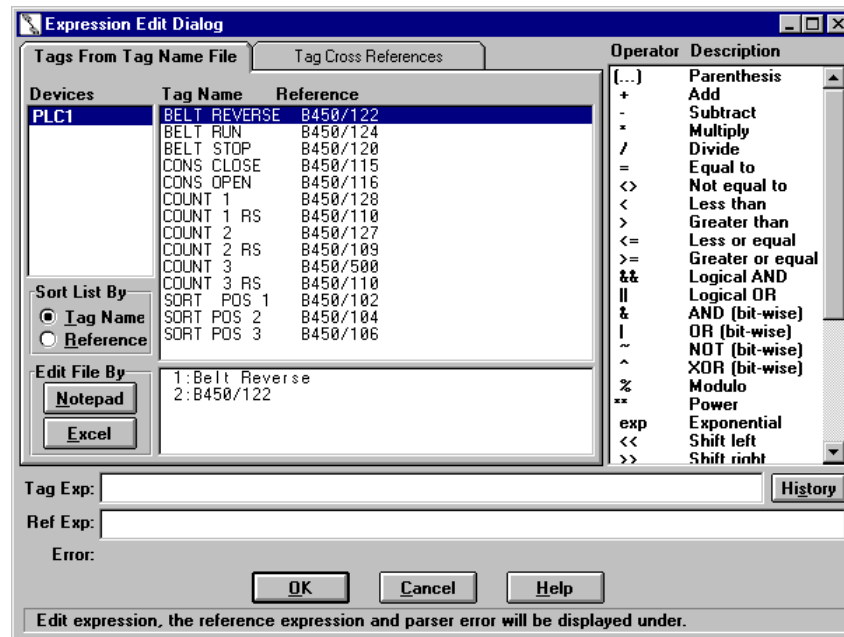 Expression Edit Dialog
Tags From Tag Name File
Tag Cross References
Operator Description
Devices
PLC1
Tag Name Reference
BELT REVERSE B450/122
BELT RUN B450/124
BELT STOP B450/120
CONS CLOSE B450/115
CONS OPEN B450/116
COUNT 1 B450/128
COUNT 1 RS B450/110
COUNT 2 B450/127
COUNT 2 RS B450/109
COUNT 3 B450/500
COUNT 3 RS B450/110
SORT POS 1 B450/102
SORT POS 2 B450/104
SORT POS 3 B450/106
(...) Parenthesis
+ Add
- Subtract
* Multiply
/ Divide
= Equal to
<> Not equal to
< Less than
> Greater than
<= Less or equal
>= Greater or equal
&& Logical AND
|| Logical OR
& AND (bit-wise)
| OR (bit-wise)
~ NOT (bit-wise)
^ XOR (bit-wise)
% Modulo
** Power
exp Exponential
<< Shift left
>> Shift right
Sort List By
Tag Name
Reference
Edit File By
Notepad
Excel
1:Belt Reverse
2:B450/122
Tag Exp:
History
Ref Exp:
Error:
OK Cancel Help
Edit expression, the reference expression and parser error will be displayed under.